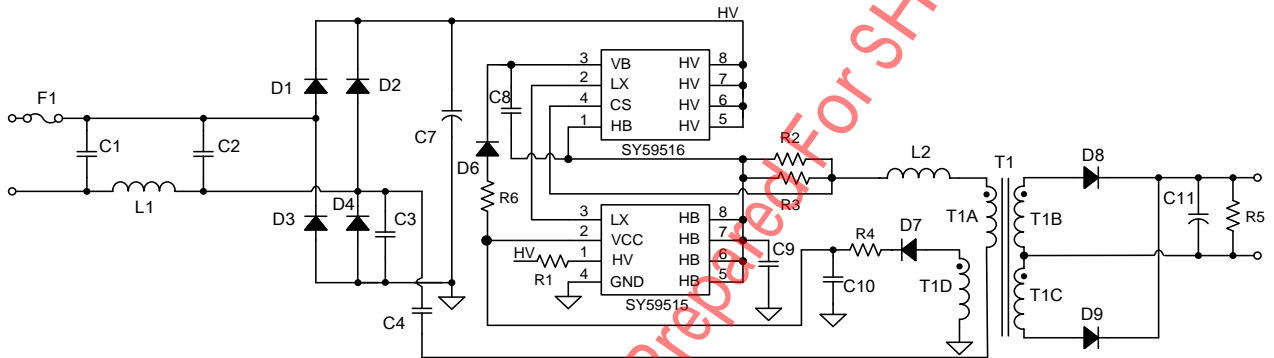 HV
D1
D2
F1
C1
C2
C7
L1
D3
D4
C3
C4
3 VB HV 8
2 LX HV 7
4 CS HV 6
1 HB HV 5
SY59516
C8
D6
R6
R2
R3
L2
T1
D8
3 LX HB 8
2 VCC HB 7
1 HV HB 6
4 GND HB 5
SY59515
HV
R1
C9
R4
D7
C10
T1D
T1A
T1B
T1C
C11
R5
D9
Prepared For SH